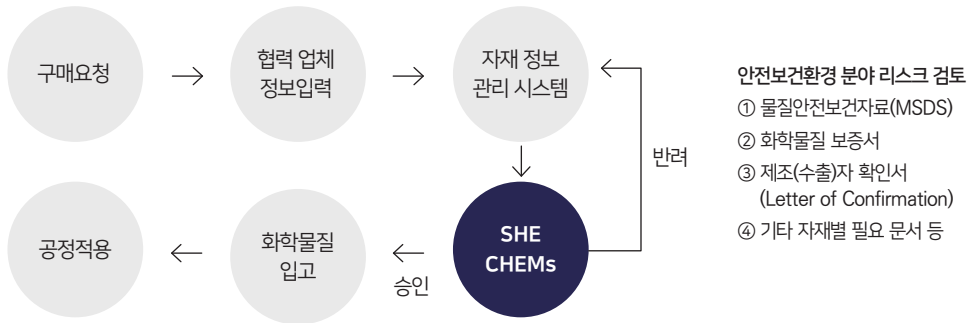 구매요청
협력 업체
정보입력
자재 정보
관리 시스템
반려
SHE
CHEMs
승인
화학물질
입고
공정적용
안전보건환경 분야 리스크 검토
① 물질안전보건자료(MSDS)
② 화학물질 보증서
③ 제조(수출)자 확인서
(Letter of Confirmation)
④ 기타 자재별 필요 문서 등